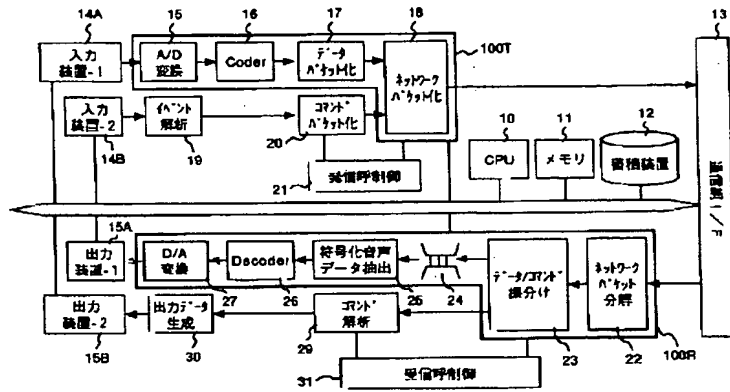 14A
15
16
17
18
13
入力
装置-1
A/D
変換
Coder
データ
パケット化
ネットワーク
パケット化
100T
入力
装置-2
イベント
解析
コマンド
パケット化
14B
19
20
10
11
12
CPU
メモリ
蓄積装置
21
発信呼制御
通信網I/F
15A
出力
装置-1
D/A
変換
Decoder
符号化音声
データ抽出
データ/コマンド
振分け
ネットワーク
パケット
分解
27
26
25
24
出力
装置-2
出力データ
生成
コマンド
解析
23
22
100R
15B
30
29
31
受信呼制御